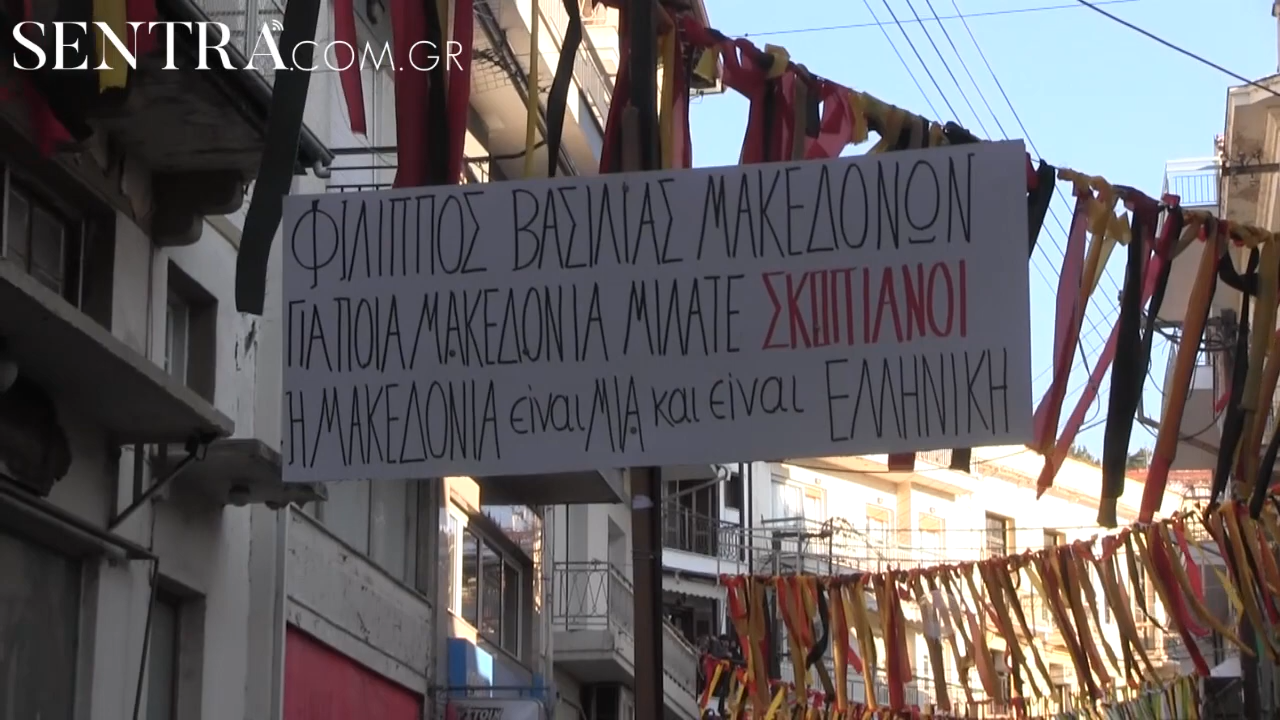 SENTRA.COM.GR
ΦΙΛΙΠΠΟΣ ΒΑΣΙΛΙΑΣ ΜΑΚΕΔΟΝΩΝ
ΓΙΑ ΠΟΙΑ ΜΑΚΕΔΟΝΙΑ ΜΙΛΑΤΕ ΣΚΟΠΙΑΝΟΙ
Η ΜΑΚΕΔΟΝΙΑ είναι ΜΙΑ και είναι ΕΛΛΗΝΙΚΗ